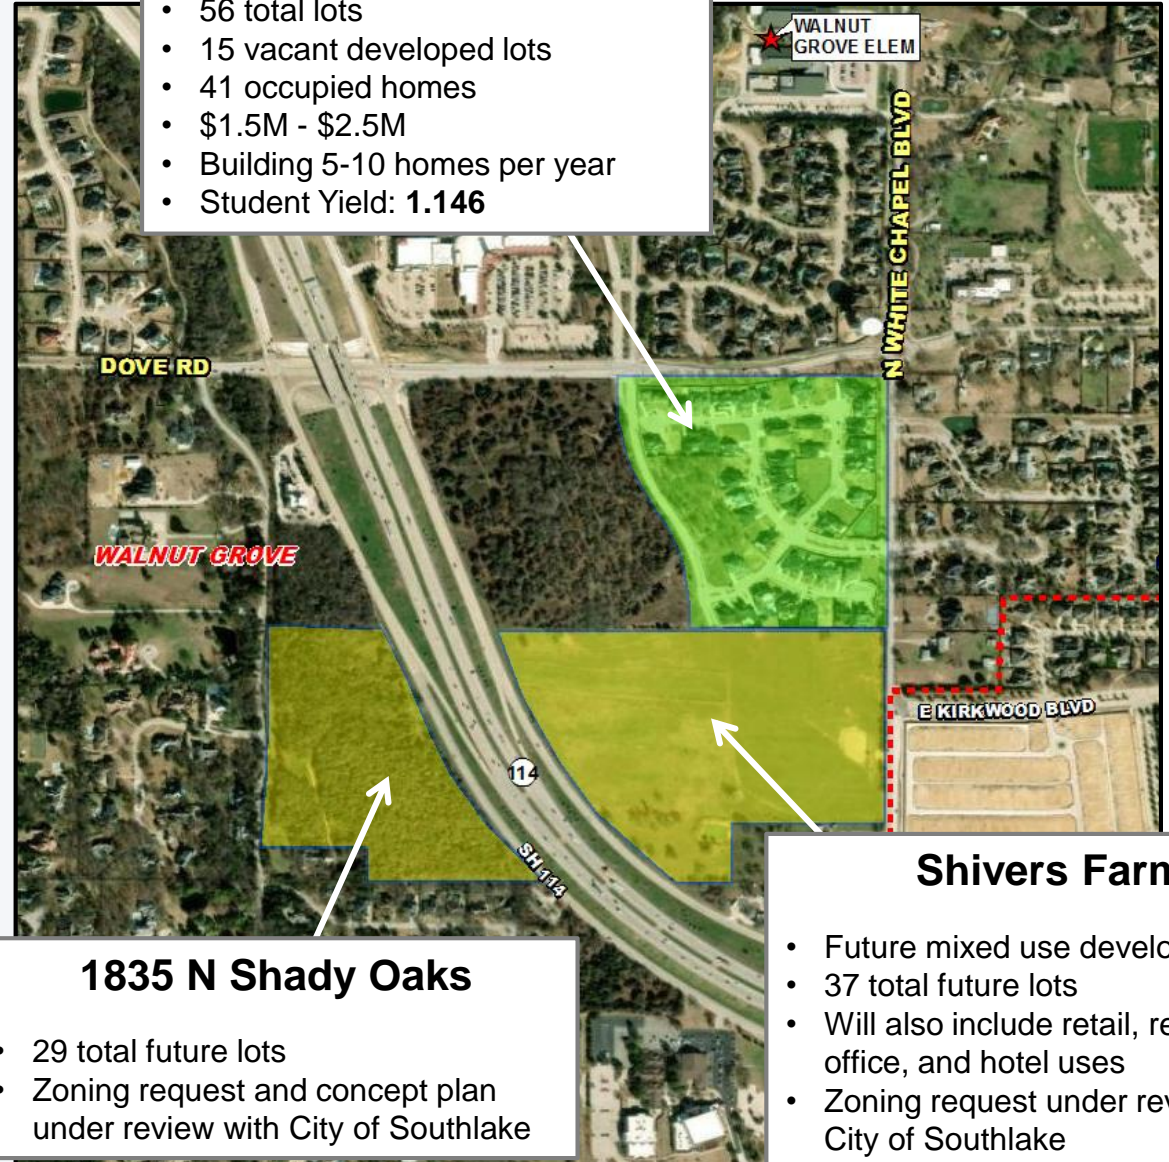 • 56 total lots
• 15 vacant developed lots
• 41 occupied homes
• $1.5M - $2.5M
• Building 5-10 homes per year
• Student Yield: 1.146
WALNUT
GROVE ELEM
N WHITE CHAPEL BLVD
DOVE RD
WALNUT GROVE
E KIRKWOOD BLVD
114
SH 114
1835 N Shady Oaks
• 29 total future lots
• Zoning request and concept plan
under review with City of Southlake
Shivers Farm
• Future mixed use
• 37 total future lots
• Will also include retail,
office, and hotel uses
• Zoning request under
City of Southlake